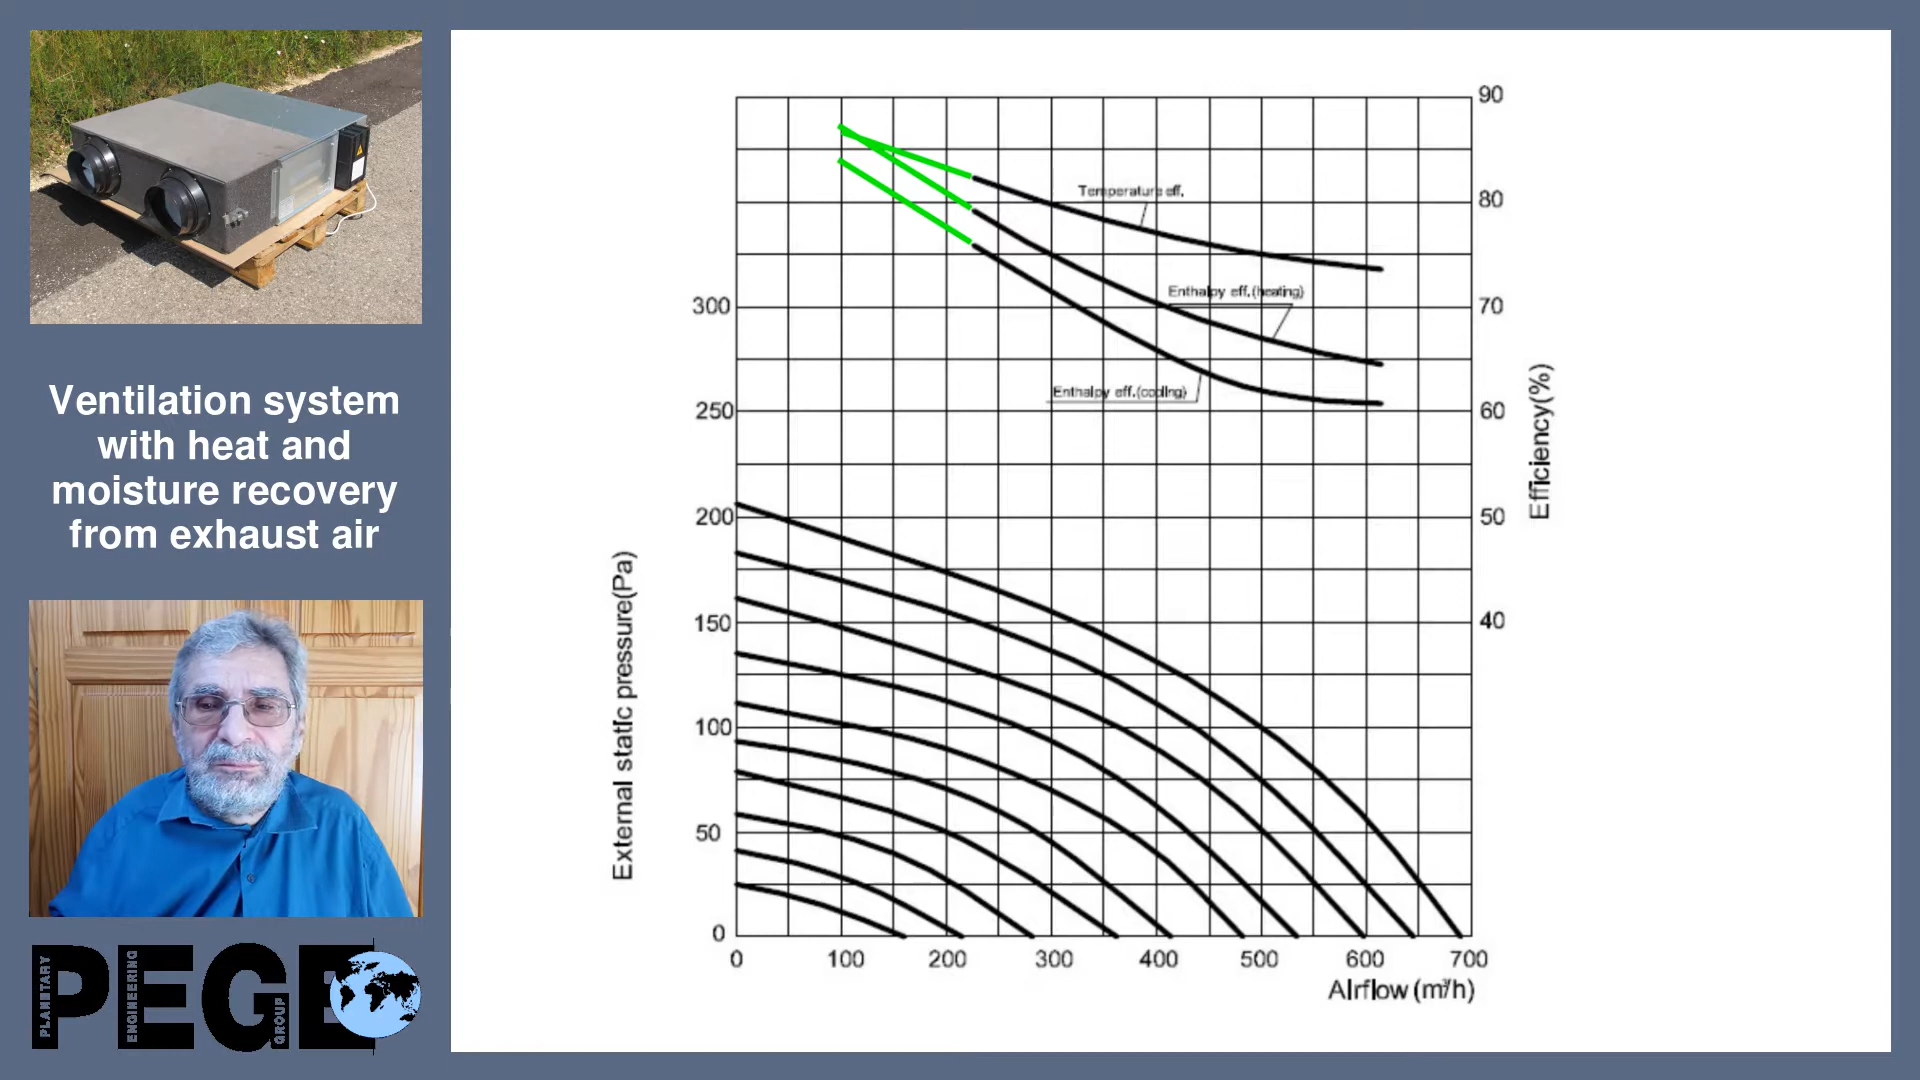 Ventilation system
with heat and
moisture recovery
from exhaust air
PLANETARY
ENGINEERING
GROUP
PEGE
90
80
70
60
50
40
Efficiency(%)
Temperature eff.
Enthalpy eff.(heating)
Enthalpy eff.(cooling)
300
250
200
150
100
50
0
External static pressure(Pa)
0 100 200 300 400 500 600 700
Airflow (m³/h)